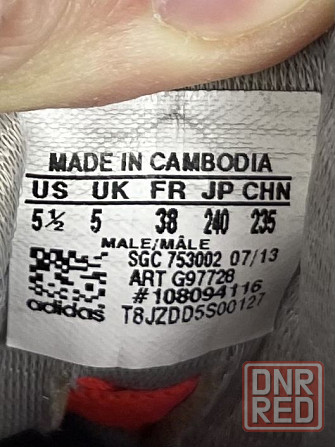 MADE IN CAMBODIA
US UK FR JP CHN
5½ 5 38 240 235
MALE/MÂLE
SGC 753002 07/13
ART G97728
#108094116
adidas T8JZDD5S00127
DNR
RED